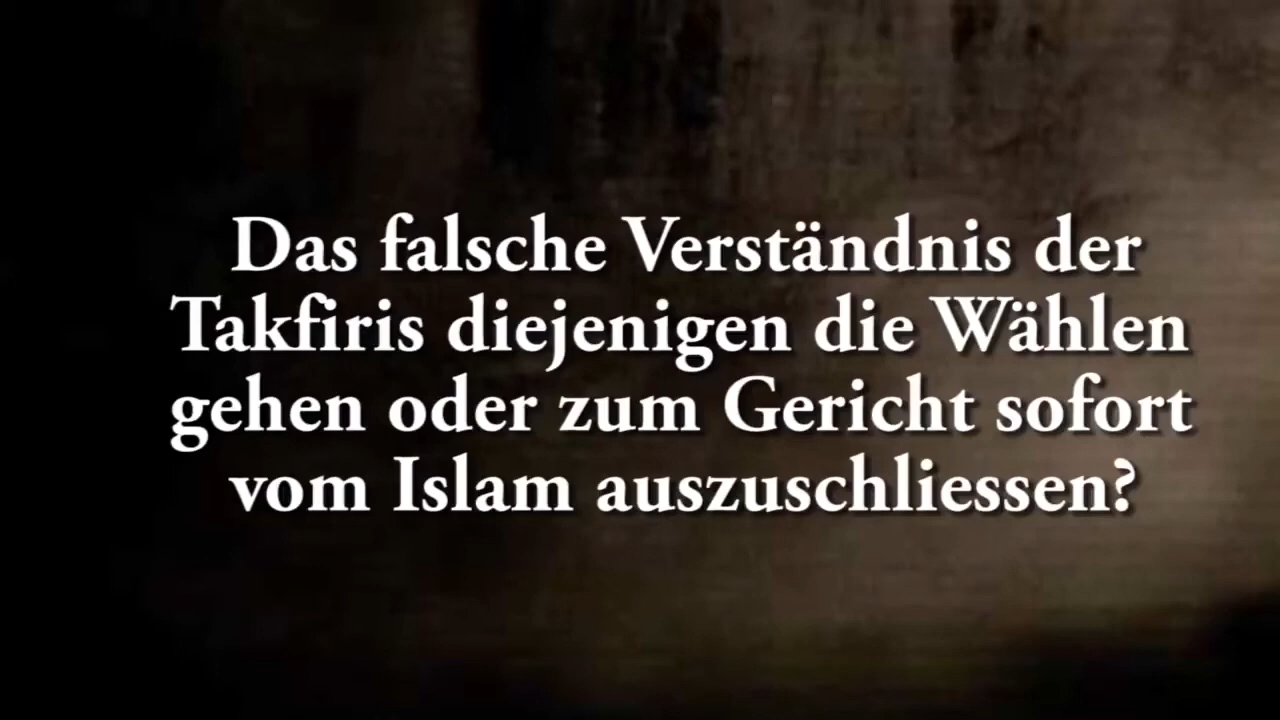 Das falsche Verständnis der
Takfiris diejenigen die Wählen
gehen oder zum Gericht sofort
vom Islam auszuschliessen?